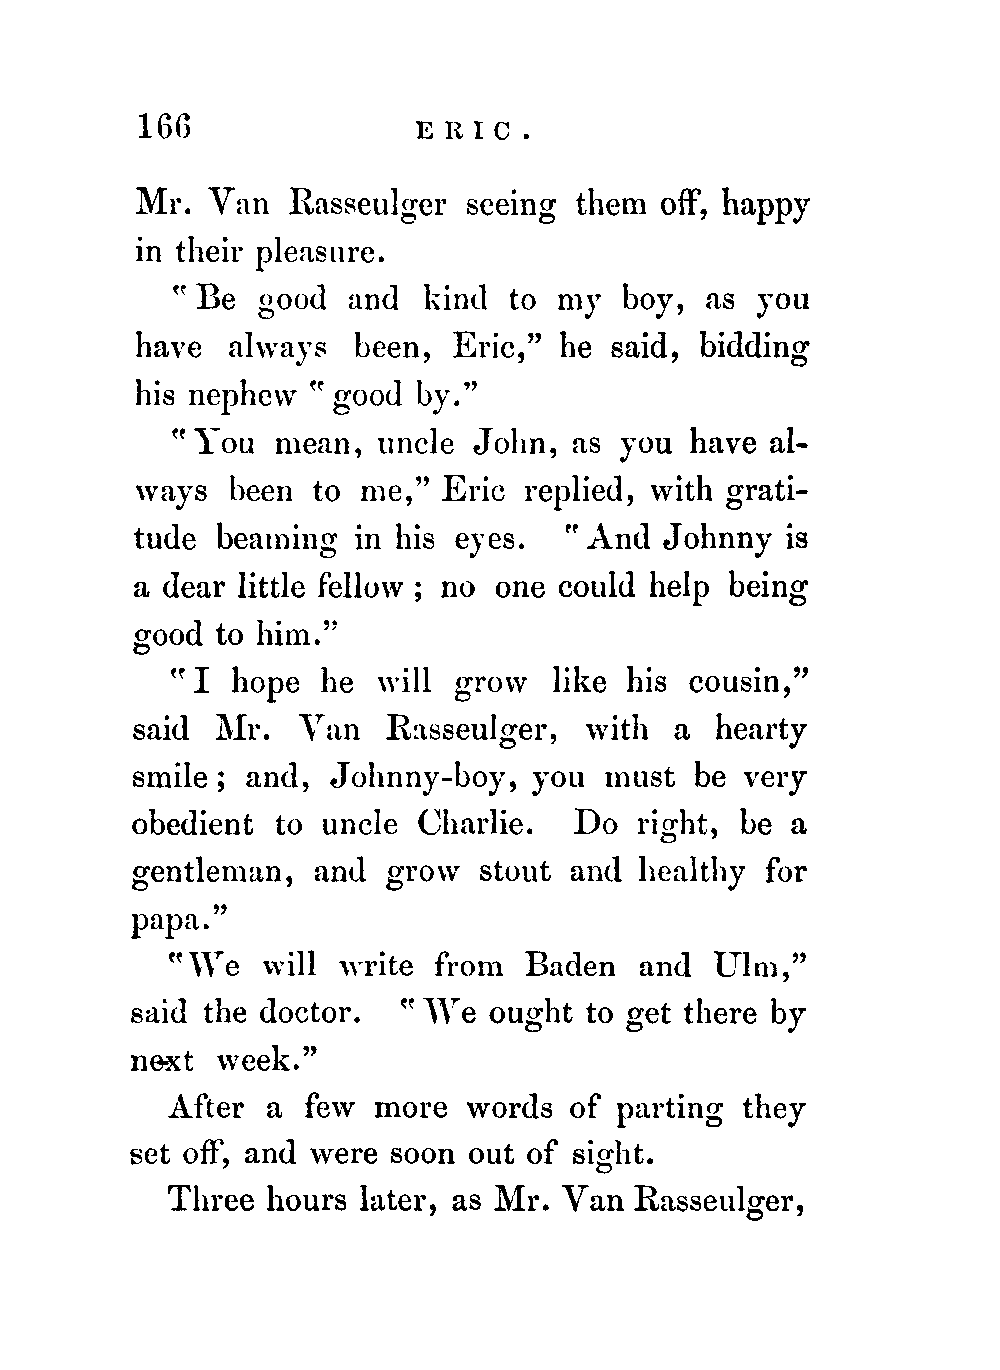 166 ERIC.
Mr. Van Rasseulger seeing them off, happy
in their pleasure.
"Be good and kind to my boy, as you
have always been, Eric," he said, bidding
his nephew "good by."
"You mean, uncle John, as you have al-
ways been to me," Eric replied, with grati-
tude beaming in his eyes. "And Johnny is
a dear little fellow; no one could help being
good to him."
"I hope he will grow like his cousin,"
said Mr. Van Rasseulger, with a hearty
smile; and, Johnny-boy, you must be very
obedient to uncle Charlie. Do right, be a
gentleman, and grow stout and healthy for
papa."
"We will write from Baden and Ulm,"
said the doctor. "We ought to get there by
next week."
After a few more words of parting they
set off, and were soon out of sight.
Three hours later, as Mr. Van Rasseulger,